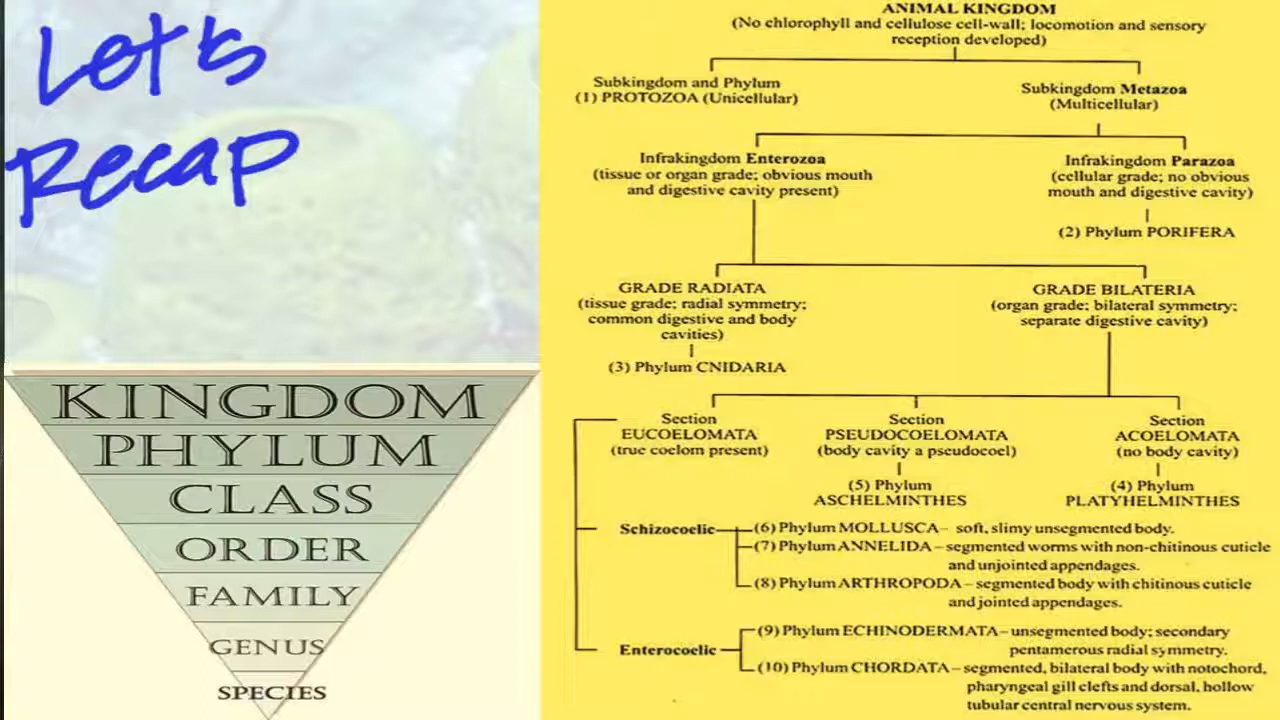 Let's
Recap
KINGDOM
PHYLUM
CLASS
ORDER
FAMILY
GENUS
SPECIES
ANIMAL KINGDOM
(No chlorophyll and cellulose cell-wall; locomotion and sensory
reception developed)
Subkingdom and Phylum
(1) PROTOZOA (Unicellular)
Subkingdom Metazoa
(Multicellular)
Infrakingdom Enterozoa
(tissue or organ grade; obvious mouth
and digestive cavity present)
Infrakingdom Parazoa
(cellular grade; no obvious
mouth and digestive cavity)
(2) Phylum PORIFERA
GRADE RADIATA
(tissue grade; radial symmetry;
common digestive and body
cavities)
(3) Phylum CNIDARIA
GRADE BILATERIA
(organ grade; bilateral symmetry;
separate digestive cavity)
Section
EUCOELOMATA
(true coelom present)
Section
PSEUDOCOELOMATA
(body cavity a pseudocoel)
(5) Phylum
ASCHELMINTHES
Section
ACOELOMATA
(no body cavity)
(4) Phylum
PLATYHELMINTHES
Schizocoelic
(6) Phylum MOLLUSCA– soft, slimy unsegmented body.
(7) Phylum ANNELIDA – segmented worms with non-chitinous cuticle
and unjointed appendages.
(8) Phylum ARTHROPODA – segmented body with chitinous cuticle
and jointed appendages.
Enterocoelic
(9) Phylum ECHINODERMATA – unsegmented body; secondary
pentamerous radial symmetry.
(10) Phylum CHORDATA – segmented, bilateral body with notochord,
pharyngeal gill clefts and dorsal, hollow
tubular central nervous system.